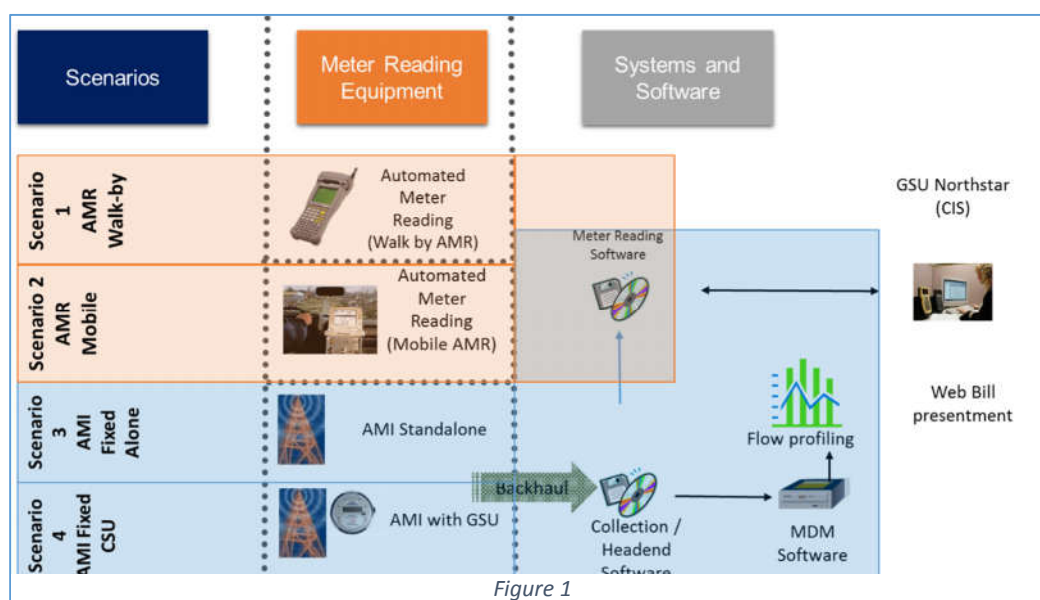 Scenarios
Meter Reading
Equipment
Systems and
Software
Scenario
1
AMR
Walk-by
Automated
Meter
Reading
(Walk by AMR)
Meter Reading
Software
GSU Northstar
(CIS)
Scenario 2
AMR
Mobile
Automated
Meter
Reading
(Mobile AMR)
Scenario
3
AMI
Fixed
Alone
AMI Standalone
Flow profiling
Web Bill
presentment
Scenario
4
AMI Fixed
CSU
AMI with GSU
Backhaul
Collection /
Headend
Software
MDM
Software
Figure 1